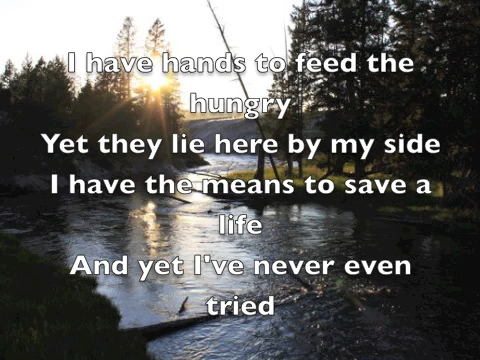 I have hands to feed the
hungry
Yet they lie here by my side
I have the means to save a
life
And yet I've never even
tried